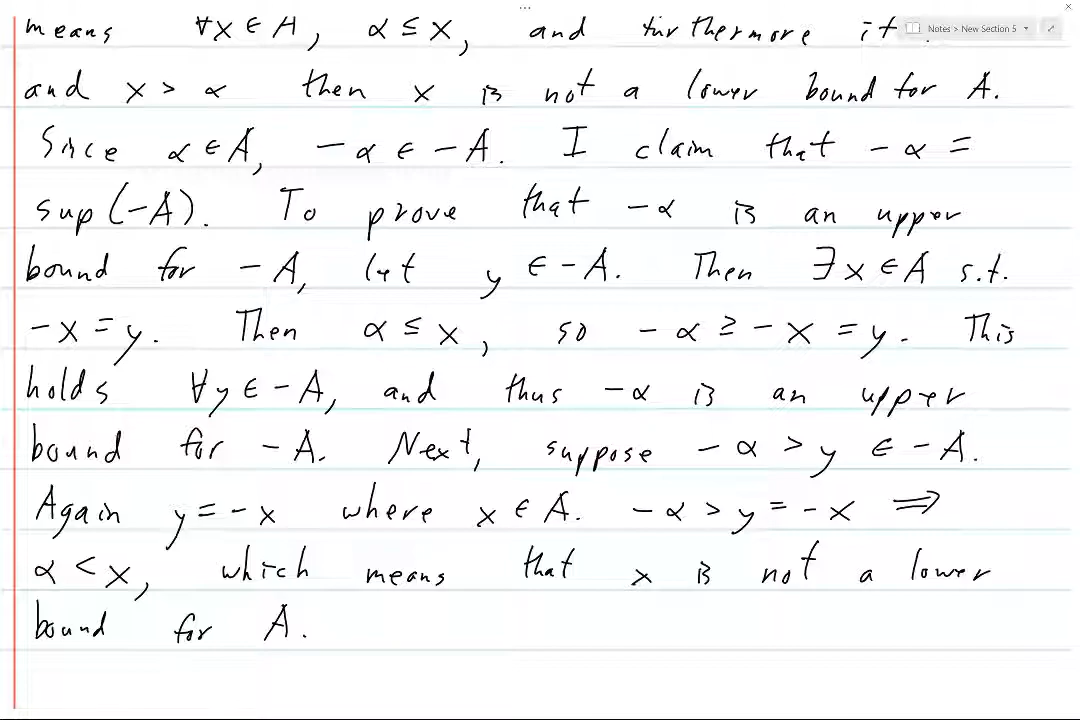 Notes > New Section 5
means ∀x ∈ A, α ≤ x, and furthermore if
and x > α then x is not a lower bound for A.
Since α ∈ A, -α ∈ -A. I claim that -α =
sup(-A). To prove that -α is an upper
bound for -A, let y ∈ -A. Then ∃x ∈ A s.t.
-x = y. Then α ≤ x, so -α ≥ -x = y. This
holds ∀y ∈ -A, and thus -α is an upper
bound for -A. Next, suppose -α > y ∈ -A.
Again y = -x where x ∈ A. -α > y = -x ⇒
α < x, which means that x is not a lower
bound for A.